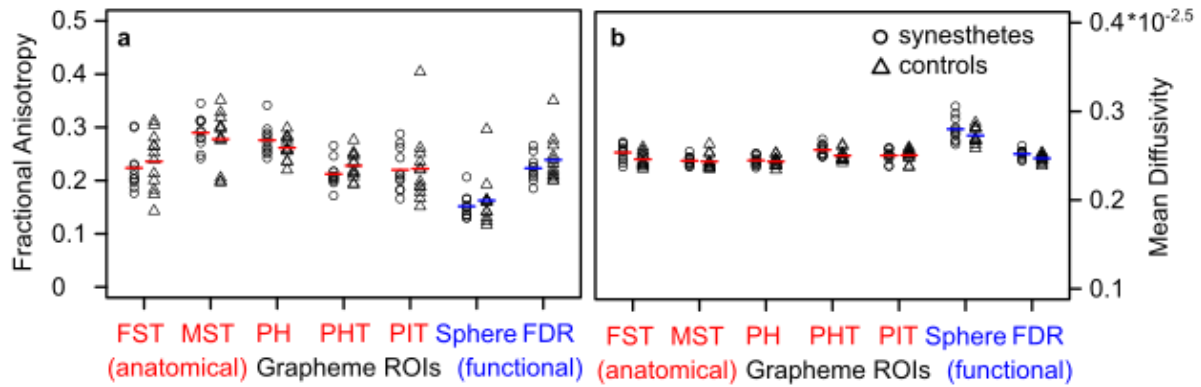 a
Fractional Anisotropy
0.5
0.4
0.3
0.2
0.1
0
FST MST PH PHT PIT Sphere FDR
(anatomical) Grapheme ROIs (functional)
b
synesthetes
controls
0.4*10^-2.5
0.3
0.2
0.1
Mean Diffusivity
FST MST PH PHT PIT Sphere FDR
(anatomical) Grapheme ROIs (functional)